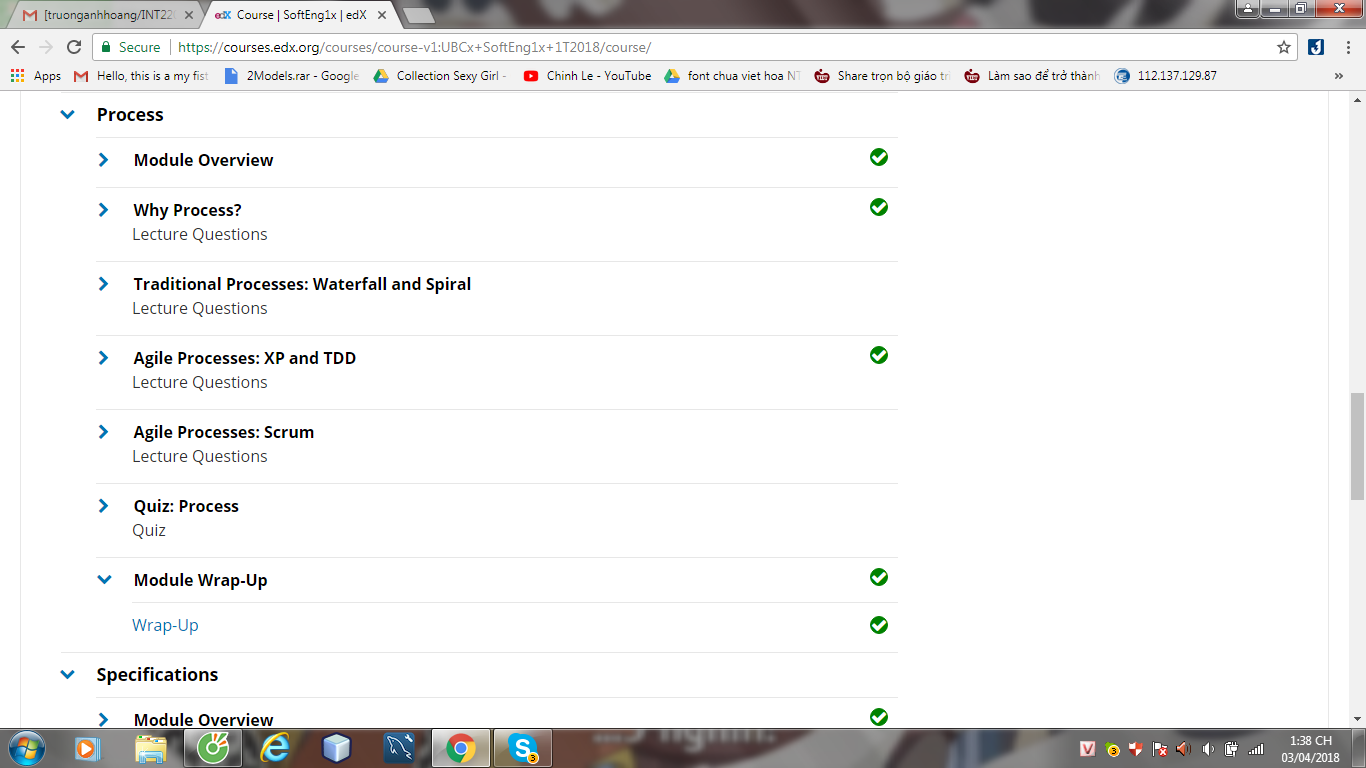 [truonganhhoang/INT22
Course | SoftEng1x | edX
Secure
https://courses.edx.org/courses/course-v1:UBCx+SoftEng1x+1T2018/course/
Apps
Hello, this is a my fist
2Models.rar - Google
Collection Sexy Girl -
Chinh Le - YouTube
font chua viet hoa NT
Share trọn bộ giáo tri
Làm sao để trở thành
112.137.129.87
Process
Module Overview
Why Process?
Lecture Questions
Traditional Processes: Waterfall and Spiral
Lecture Questions
Agile Processes: XP and TDD
Lecture Questions
Agile Processes: Scrum
Lecture Questions
Quiz: Process
Quiz
Module Wrap-Up
Wrap-Up
Specifications
Module Overview
1:38 CH
03/04/2018